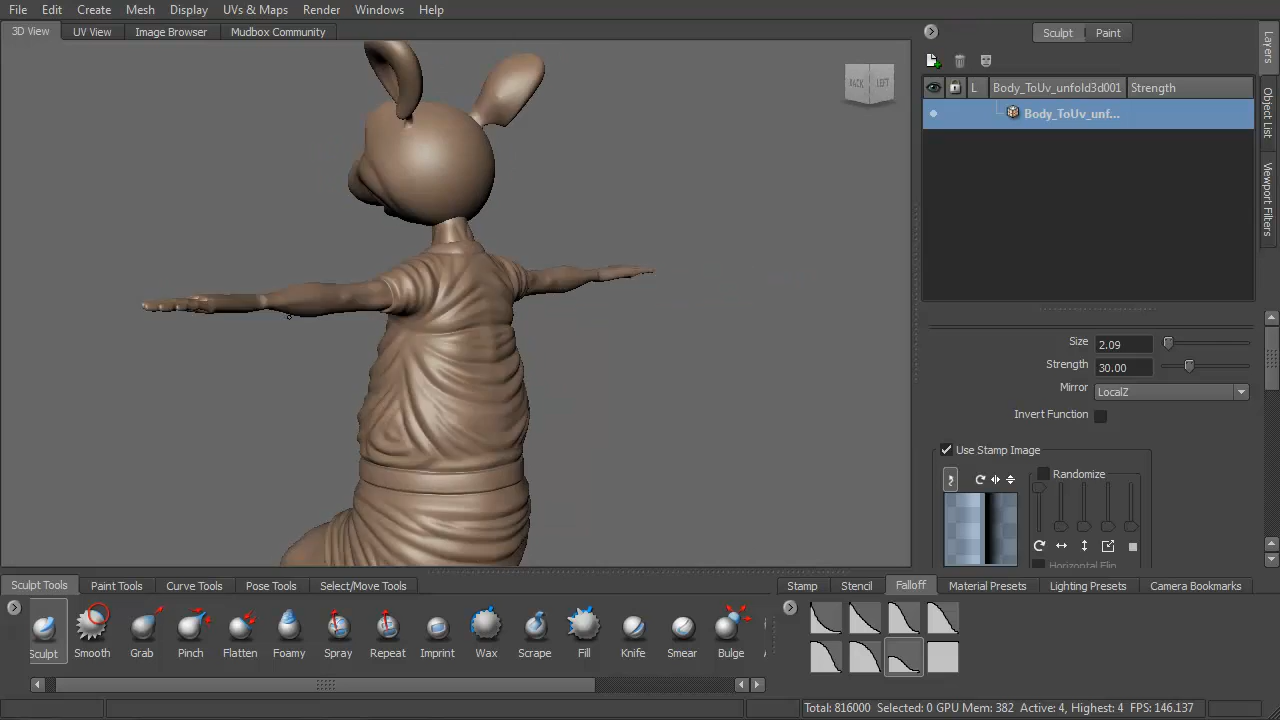 File Edit Create Mesh Display UVs & Maps Render Windows Help
3D View UV View Image Browser Mudbox Community
Sculpt Paint
Layers
Object List
Viewport Filters
L Body_ToUv_unfold3d001 Strength
Body_ToUv_unf...
BACK LEFT
Size 2.09
Strength 30.00
Mirror LocalZ
Invert Function
Use Stamp Image
Randomize
Horizontal Flip
Sculpt Tools Paint Tools Curve Tools Pose Tools Select/Move Tools
Stamp Stencil Falloff Material Presets Lighting Presets Camera Bookmarks
Sculpt Smooth Grab Pinch Flatten Foamy Spray Repeat Imprint Wax Scrape Fill Knife Smear Bulge
Total: 816000 Selected: 0 GPU Mem: 382 Active: 4, Highest: 4 FPS: 146.137